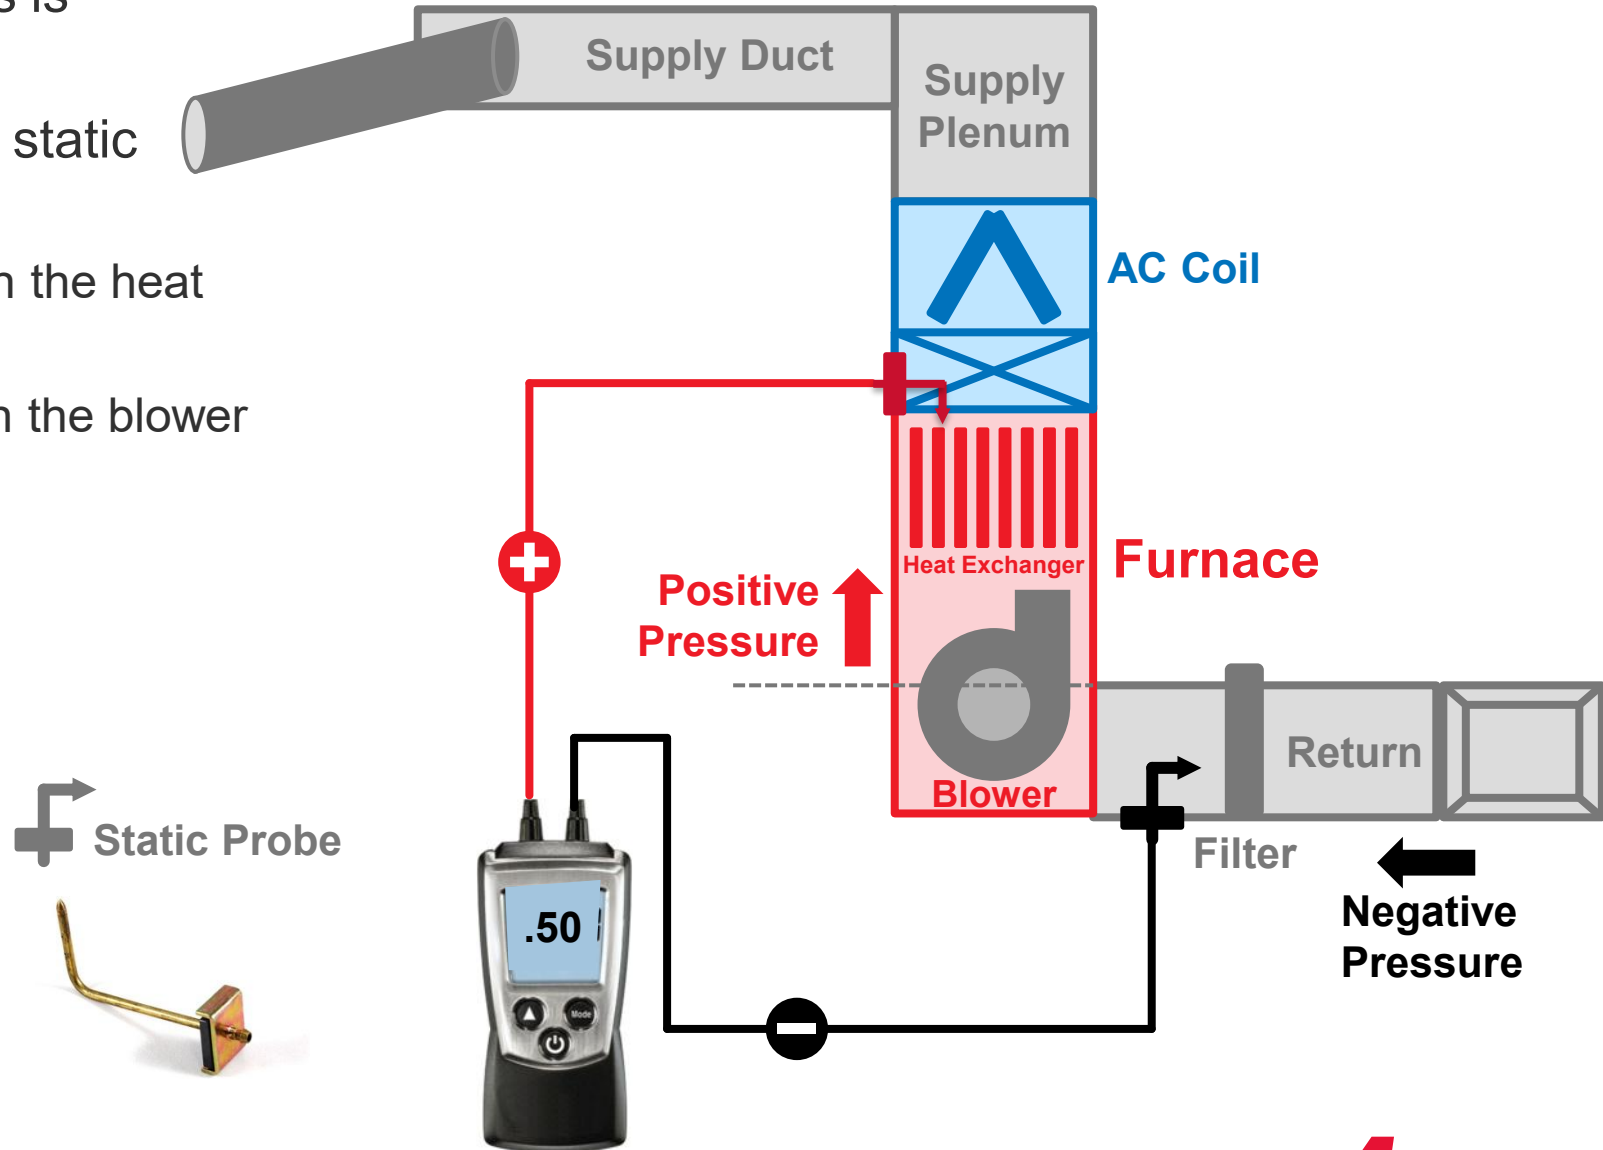 s is
static
n the heat
n the blower
Supply Duct
Supply
Plenum
AC Coil
Heat Exchanger
Furnace
Positive
Pressure
Blower
Return
Filter
Negative
Pressure
Static Probe
.50
Mode